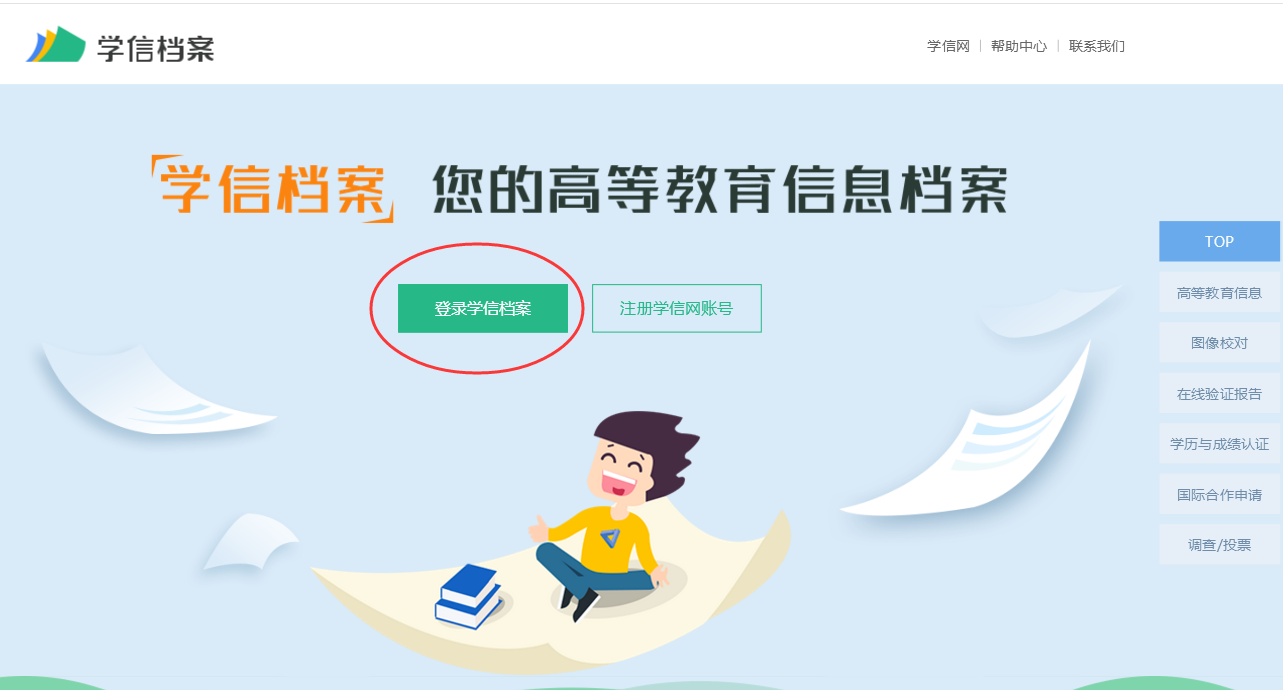 学信档案
学信网 | 帮助中心 | 联系我们
学信档案 您的高等教育信息档案
登录学信档案 注册学信网账号
TOP
高等教育信息
图像校对
在线验证报告
学历与成绩认证
国际合作申请
调查/投票